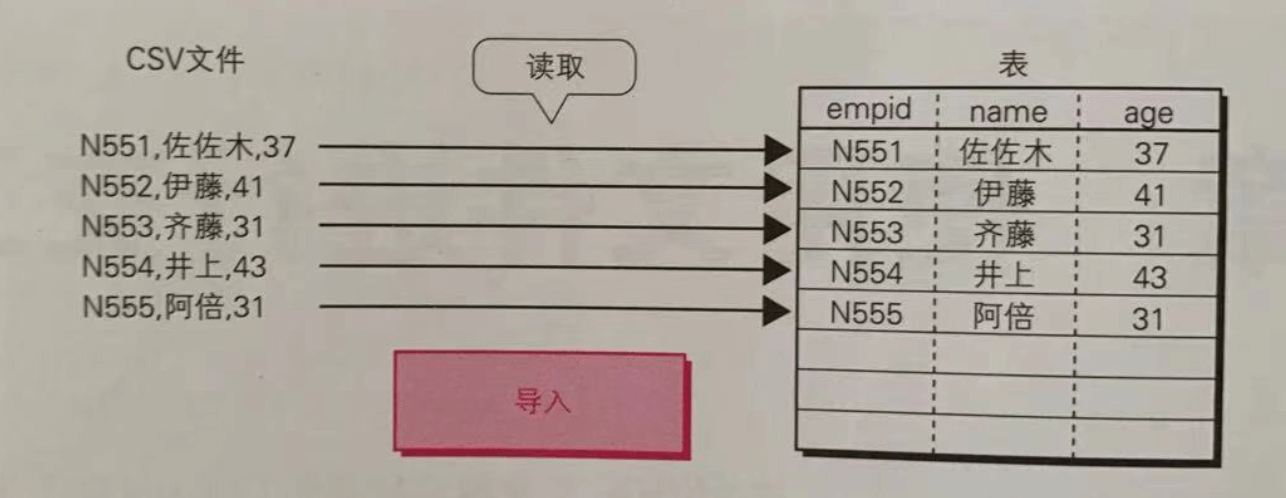 CSV文件
读取
表
N551,佐佐木,37
N552,伊藤,41
N553,齐藤,31
N554,井上,43
N555,阿倍,31
empid name age
N551 佐佐木 37
N552 伊藤 41
N553 齐藤 31
N554 井上 43
N555 阿倍 31
导入